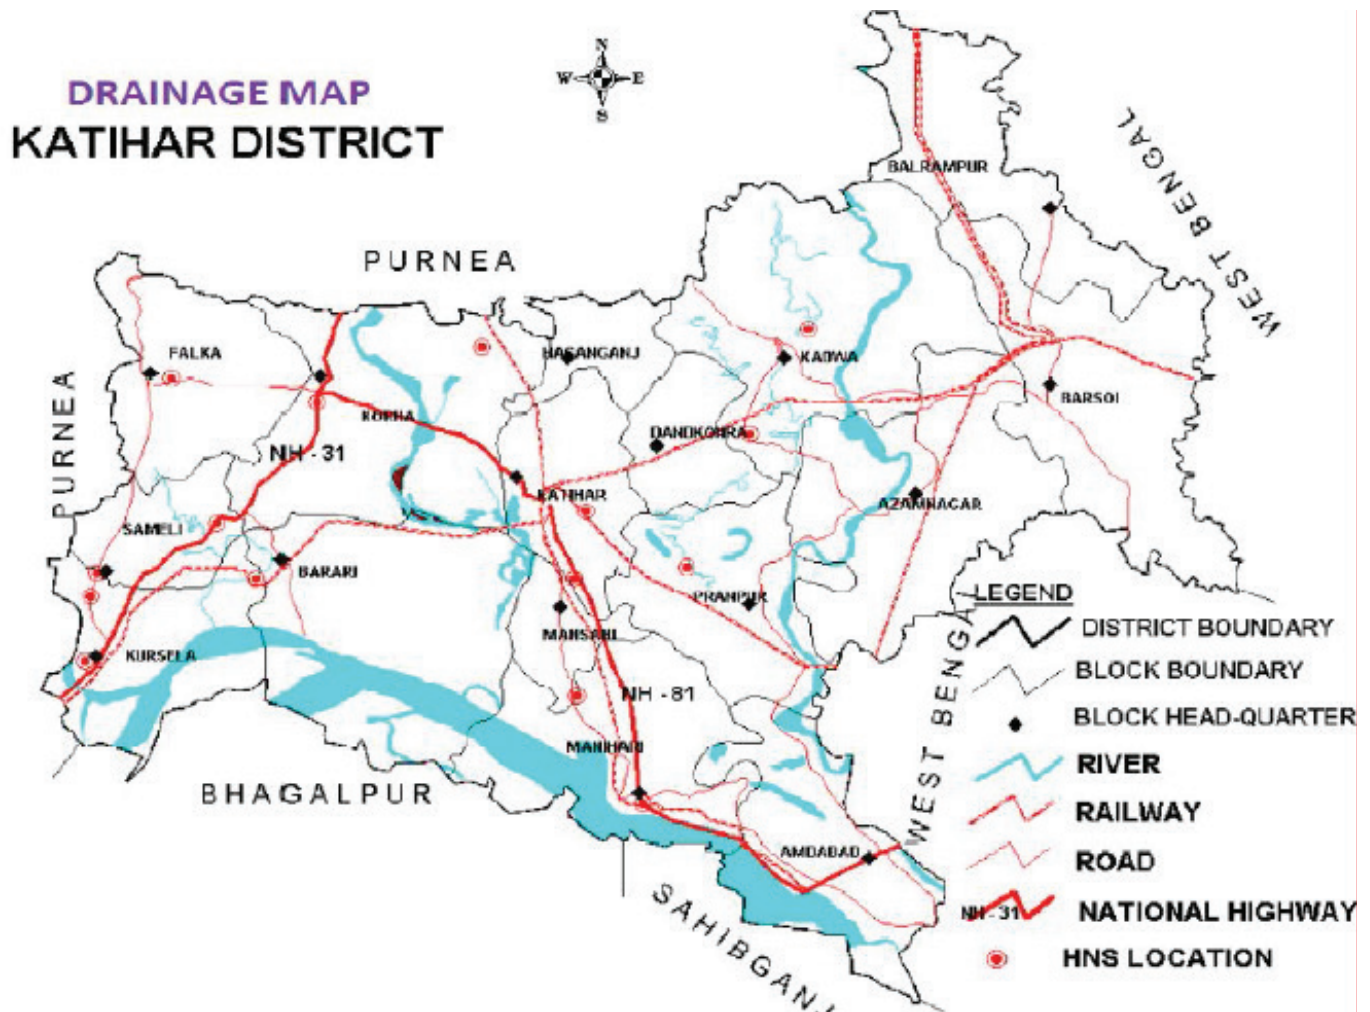 N
W E
S
DRAINAGE MAP
KATIHAR DISTRICT
WEST BENGAL
BALRAMPUR
PURNEA
WEST BENGAL
FALKA
HASANGANJ
KADWA
PURNEA
BARSOI
KORHA
DANDKHORA
NH - 31
KATIHAR
AZAMNAGAR
SAMELI
BARARI
PRANPUR
MANSAHI
KURSELA
NH - 81
WEST BENGA
MANIHARI
BHAGALPUR
AMDABAD
SAHIBGANJ
LEGEND
DISTRICT BOUNDARY
BLOCK BOUNDARY
BLOCK HEAD-QUARTER
RIVER
RAILWAY
ROAD
NH - 31 NATIONAL HIGHWAY
HNS LOCATION